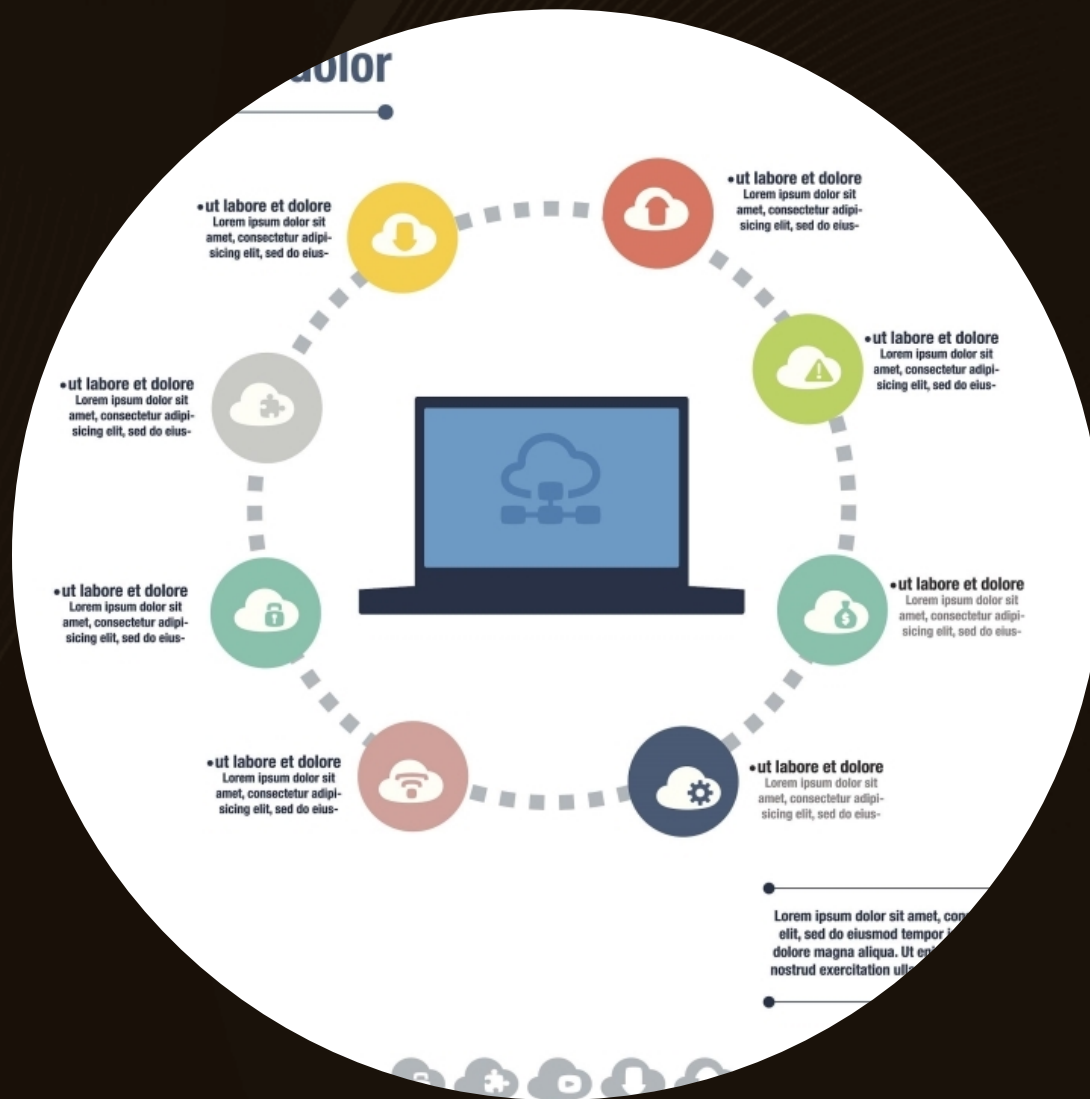 dolor
•ut labore et dolore
Lorem ipsum dolor sit
amet, consectetur adipi-
sicing elit, sed do eius-
•ut labore et dolore
Lorem ipsum dolor sit
amet, consectetur adipi-
sicing elit, sed do eius-
•ut labore et dolore
Lorem ipsum dolor sit
amet, consectetur adipi-
sicing elit, sed do eius-
•ut labore et dolore
Lorem ipsum dolor sit
amet, consectetur adipi-
sicing elit, sed do eius-
•ut labore et dolore
Lorem ipsum dolor sit
amet, consectetur adipi-
sicing elit, sed do eius-
•ut labore et dolore
Lorem ipsum dolor sit
amet, consectetur adipi-
sicing elit, sed do eius-
•ut labore et dolore
Lorem ipsum dolor sit
amet, consectetur adipi-
sicing elit, sed do eius-
•ut labore et dolore
Lorem ipsum dolor sit
amet, consectetur adipi-
sicing elit, sed do eius-
Lorem ipsum dolor sit amet,
elit, sed do eiusmod tempor
dolore magna aliqua. Ut
nostrud exercitation